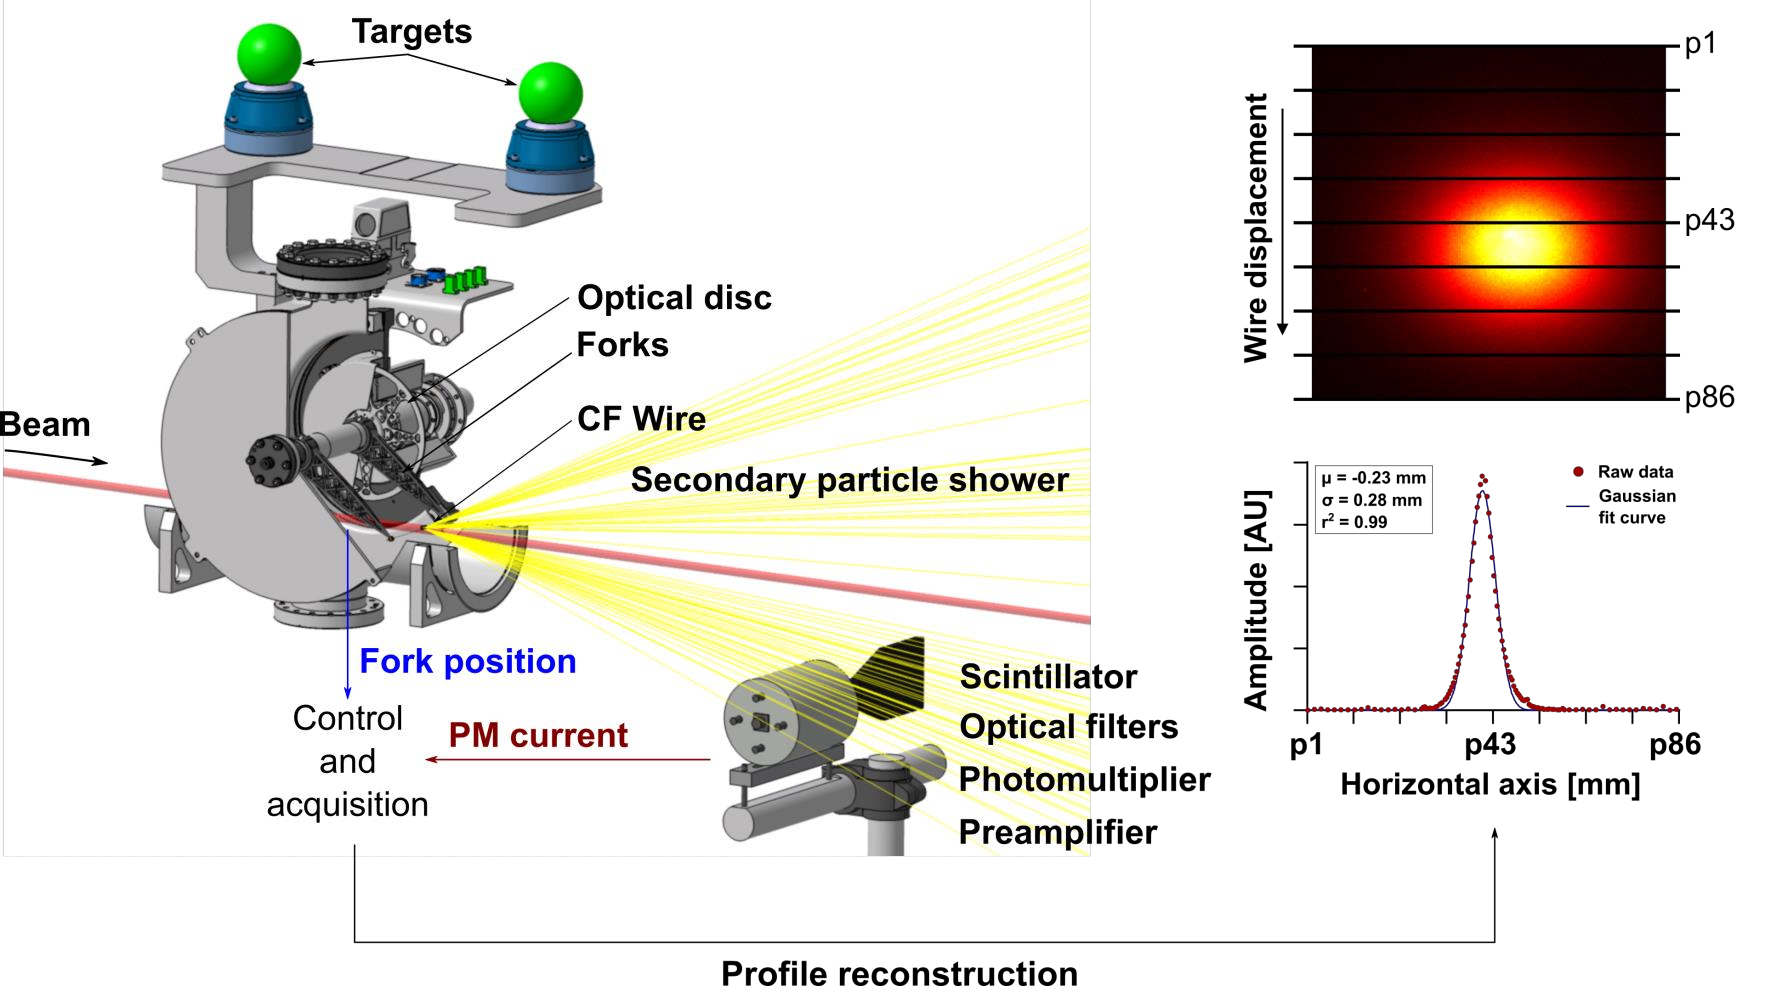 Targets
Optical disc
Forks
CF Wire
Beam
Secondary particle shower
Fork position
Control
and
acquisition
PM current
Scintillator
Optical filters
Photomultiplier
Preamplifier
Profile reconstruction
Wire displacement
p1
p43
p86
Amplitude [AU]
μ = -0.23 mm
σ = 0.28 mm
r² = 0.99
Raw data
Gaussian
fit curve
p1 p43 p86
Horizontal axis [mm]